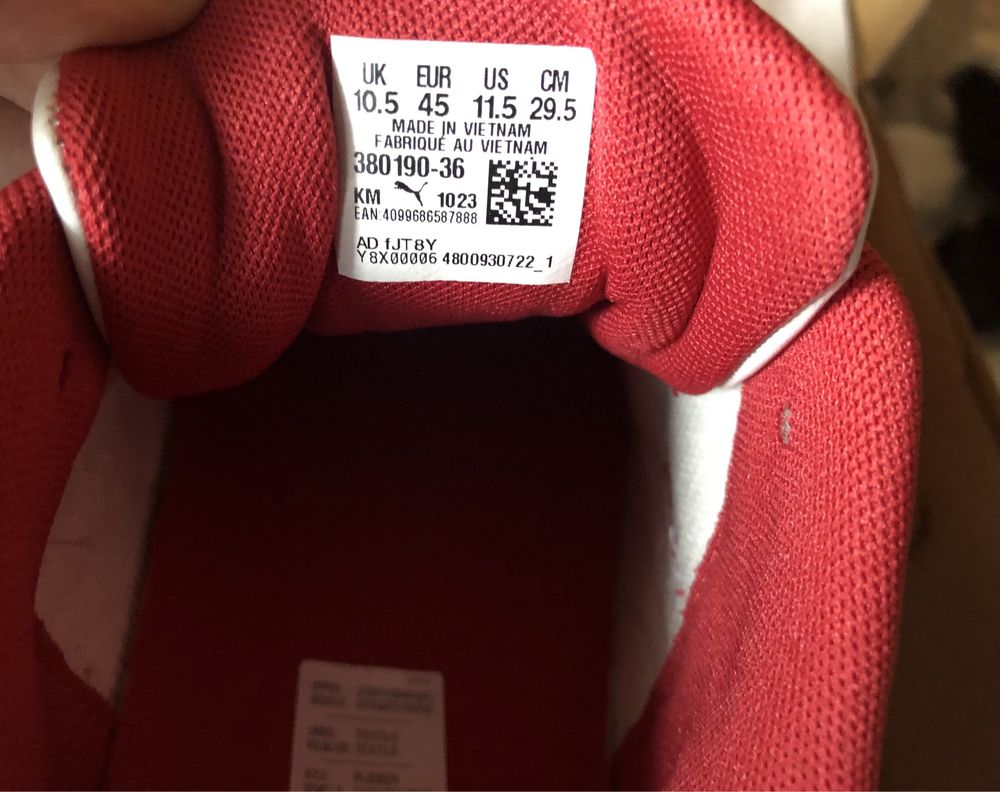 UK EUR US CM
10.5 45 11.5 29.5
MADE IN VIETNAM
FABRIQUÉ AU VIETNAM
380190-36
KM 1023
EAN:4099686587888
AD fJT8Y
Y8X00006 4800930722_1